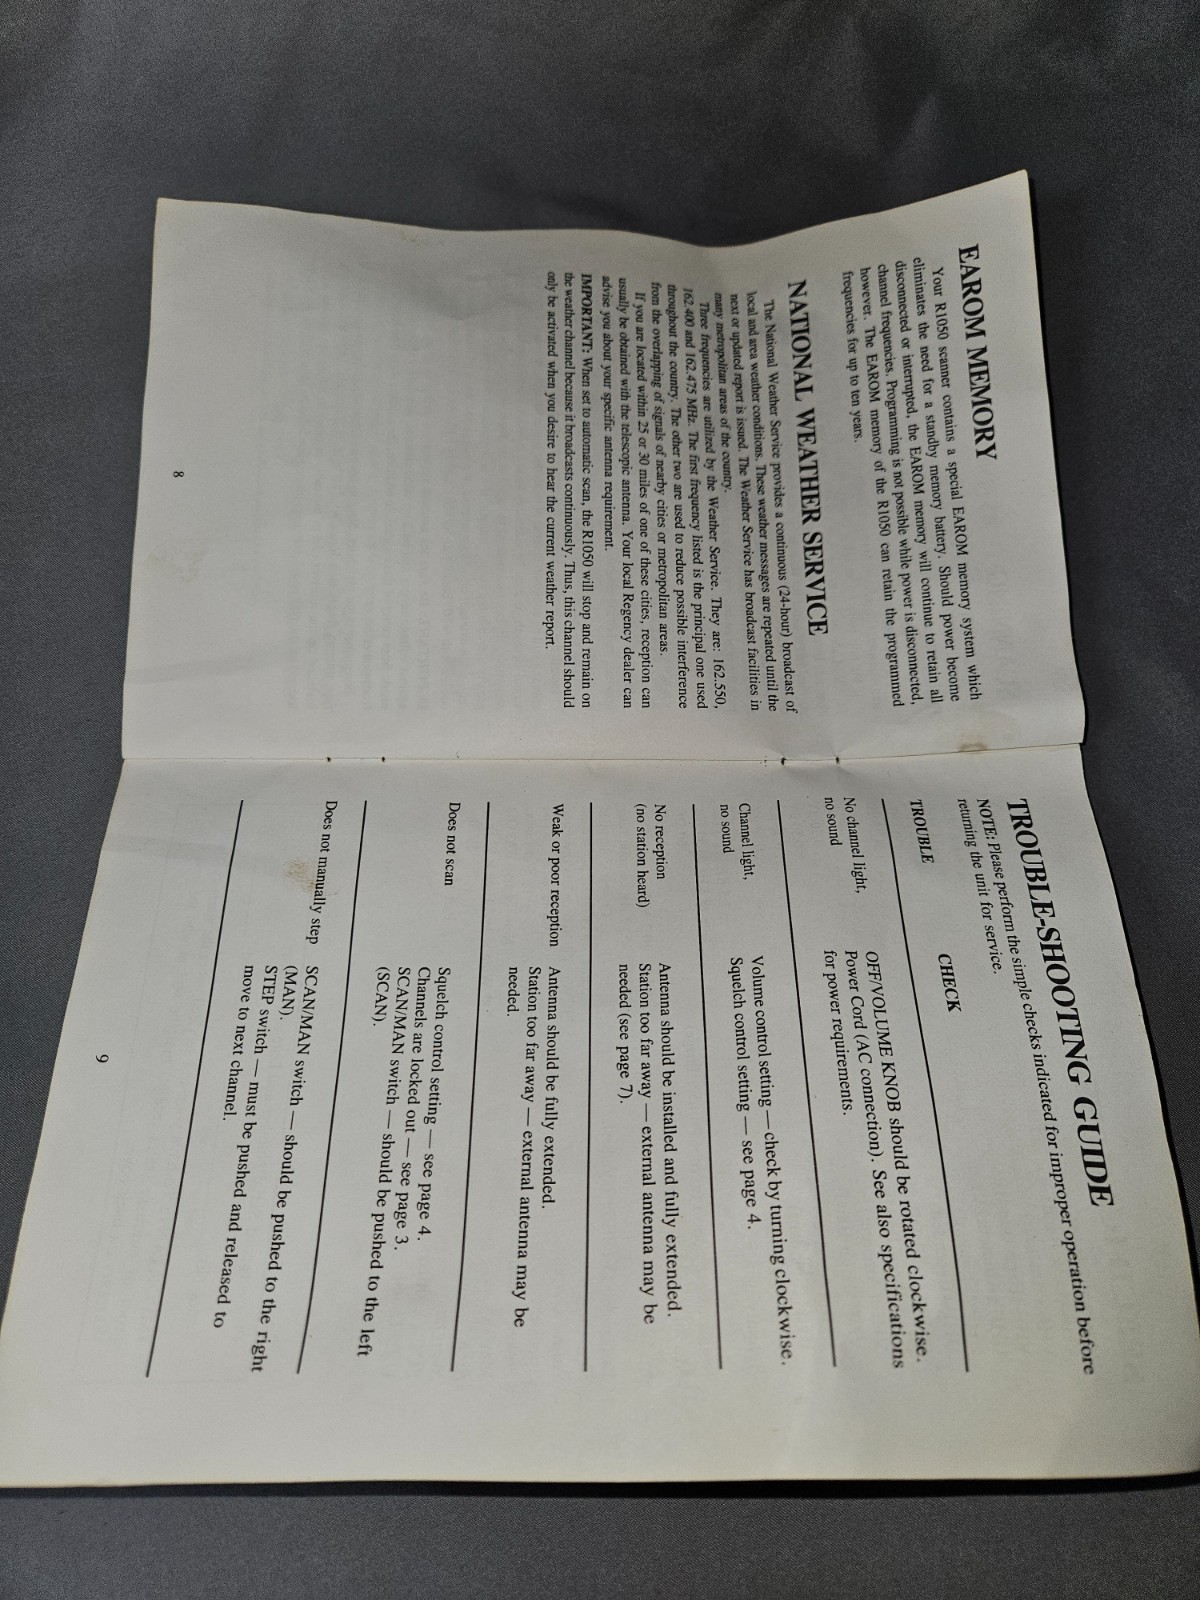 EAROM MEMORY
Your R1050 scanner contains a special EAROM memory system which
eliminates the need for a standby memory battery. Should power become
disconnected or interrupted, the EAROM memory will continue to retain all
channel frequencies. Programming is not possible while power is disconnected,
however. The EAROM memory of the R1050 can retain the programmed
frequencies for up to ten years.
NATIONAL WEATHER SERVICE
The National Weather Service provides a continuous (24-hour) broadcast of
local and area weather conditions. These weather messages are repeated until the
next or updated report is issued. The Weather Service has broadcast facilities in
many metropolitan areas of the country.
Three frequencies are utilized by the Weather Service. They are: 162.550,
162.400 and 162.475 MHz. The first frequency listed is the principal one used
throughout the country. The other two are used to reduce possible interference
from the overlapping of signals of nearby cities or metropolitan areas.
If you are located within 25 or 30 miles of one of these cities, reception can
usually be obtained with the telescopic antenna. Your local Regency dealer can
advise you about your specific antenna requirement.
IMPORTANT: When set to automatic scan, the R1050 will stop and remain on
the weather channel because it broadcasts continuously. Thus, this channel should
only be activated when you desire to hear the current weather report.
8
TROUBLE-SHOOTING GUIDE
NOTE: Please perform the simple checks indicated for improper operation before
returning the unit for service.
TROUBLE CHECK
No channel light, OFF/VOLUME KNOB should be rotated clockwise.
no sound Power Cord (AC connection). See also specifications
for power requirements.
Channel light, Volume control setting — check by turning clockwise.
no sound Squelch control setting — see page 4.
No reception Antenna should be installed and fully extended.
(no station heard) Station too far away — external antenna may be
needed (see page 7).
Weak or poor reception Antenna should be fully extended.
Station too far away — external antenna may be
needed.
Does not scan Squelch control setting — see page 4.
Channels are locked out — see page 3.
SCAN/MAN switch — should be pushed to the left
(SCAN).
Does not manually step SCAN/MAN switch — should be pushed to the right
(MAN).
STEP switch — must be pushed and released to
move to next channel.
9